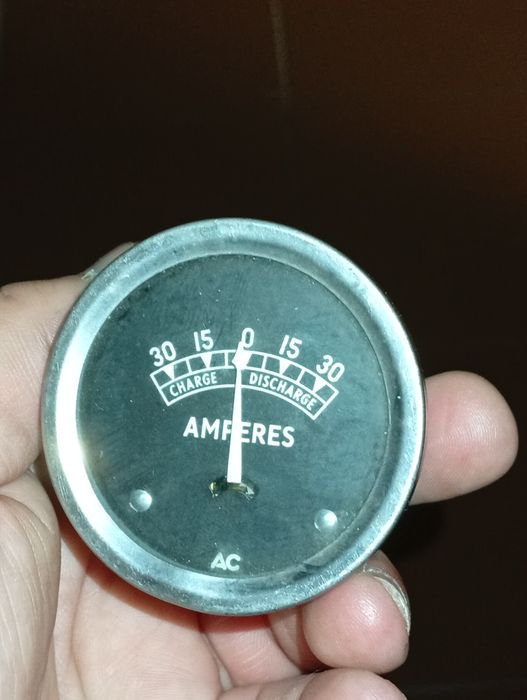 30 15 0 15 30
CHARGE DISCHARGE
AMPERES
AC